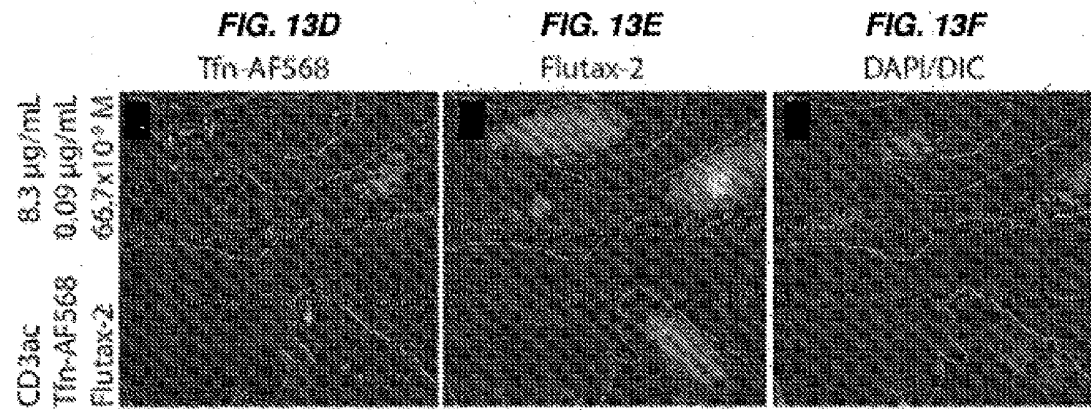 FIG. 13D
FIG. 13E
FIG. 13F
Tfn-AF568
Flutax-2
DAPI/DIC
CD3ac 8.3 µg/mL
Tfn-AF568 0.09 µg/mL
Flutax-2: 66.7x10⁻⁹ M